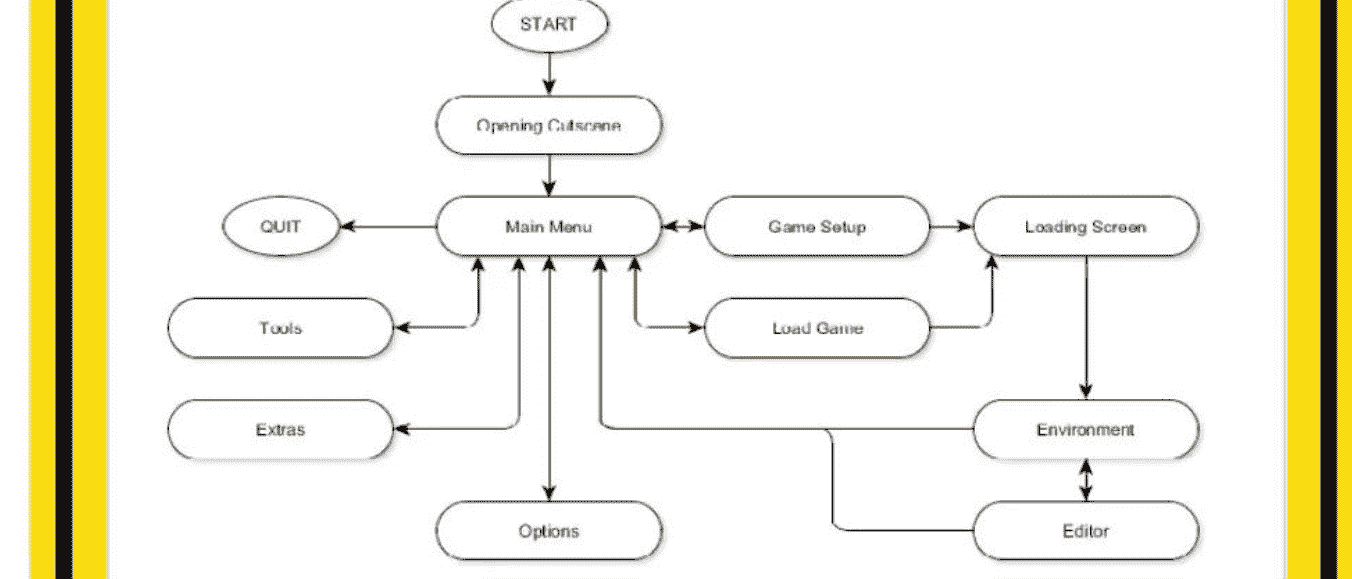 START
Opening Cutscene
QUIT
Main Menu
Game Setup
Loading Screen
Tools
Load Game
Extras
Environment
Options
Editor